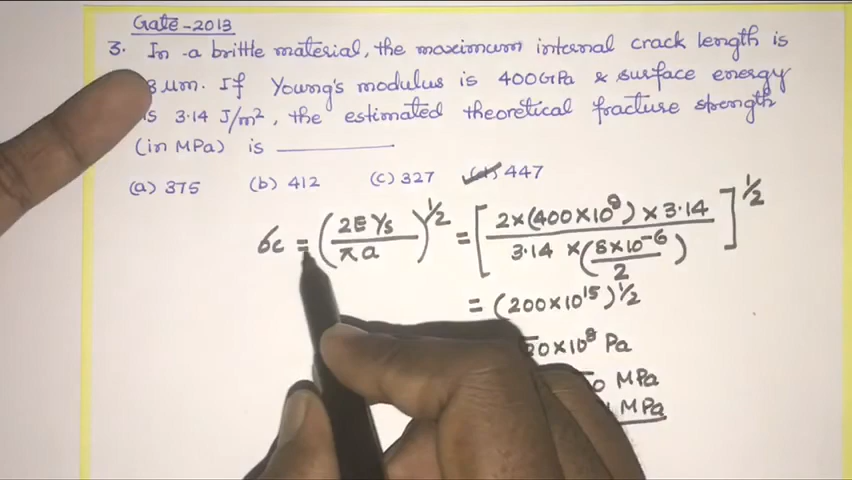 Gate-2013
3. In a brittle material, the maximum internal crack length is
8 μm. If Young's modulus is 400 GPa & surface energy
is 3.14 J/m², the estimated theoretical fracture strength
(in MPa) is
(a) 375 (b) 412 (c) 327 (d) 447
σc = (2Eγs / πa)^1/2 = [2×(400×10⁹)×3.14 / 3.14×(8×10⁻⁶/2)]^1/2
= (200×10¹⁵)^1/2
×10⁸ Pa
MPa
MPa